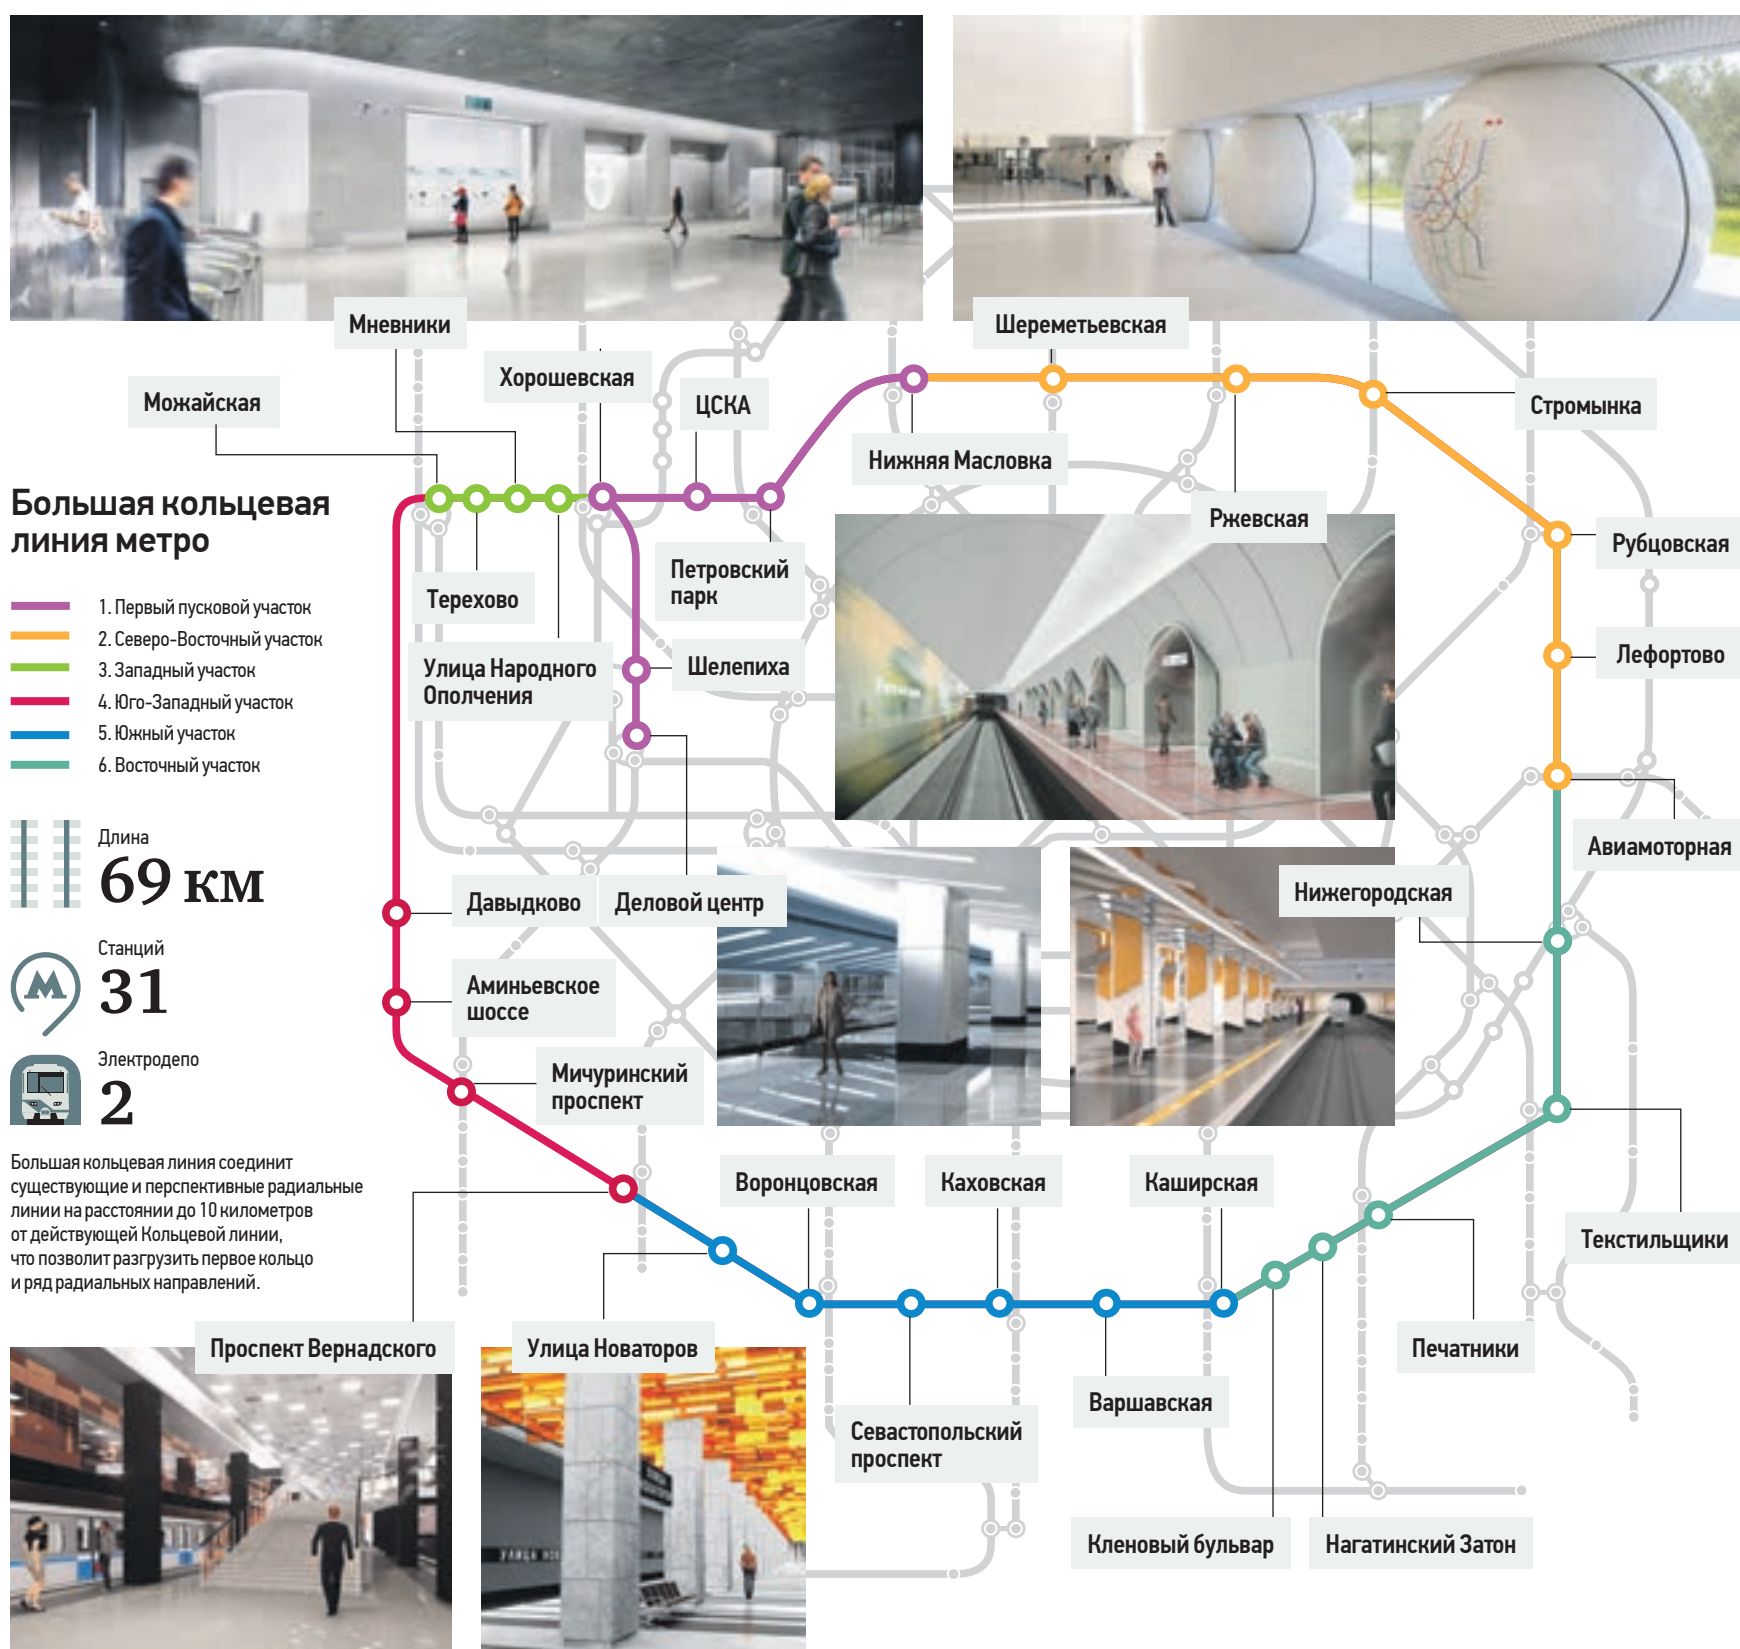 Мневники
Шереметьевская
Хорошевская
Можайская
ЦСКА
Стромынка
Нижняя Масловка
Большая кольцевая
линия метро
Ржевская
Рубцовская
Петровский
парк
Терехово
1. Первый пусковой участок
2. Северо-Восточный участок
3. Западный участок
4. Юго-Западный участок
5. Южный участок
6. Восточный участок
Улица Народного
Ополчения
Шелепиха
Лефортово
Длина
69 км
Авиамоторная
Давыдково
Деловой центр
Нижегородская
Станций
31
Аминьевское
шоссе
Электродепо
2
Мичуринский
проспект
Большая кольцевая линия соединит
существующие и перспективные радиальные
линии на расстоянии до 10 километров
от действующей Кольцевой линии,
что позволит разгрузить первое кольцо
и ряд радиальных направлений.
Воронцовская
Каховская
Каширская
Текстильщики
Проспект Вернадского
Улица Новаторов
Печатники
Варшавская
Севастопольский
проспект
Кленовый бульвар
Нагатинский Затон